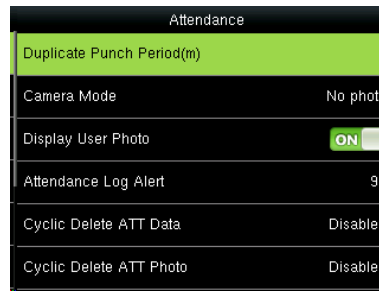 Attendance
Duplicate Punch Period(m)
Camera Mode No phot
Display User Photo ON
Attendance Log Alert 9
Cyclic Delete ATT Data Disable
Cyclic Delete ATT Photo Disable